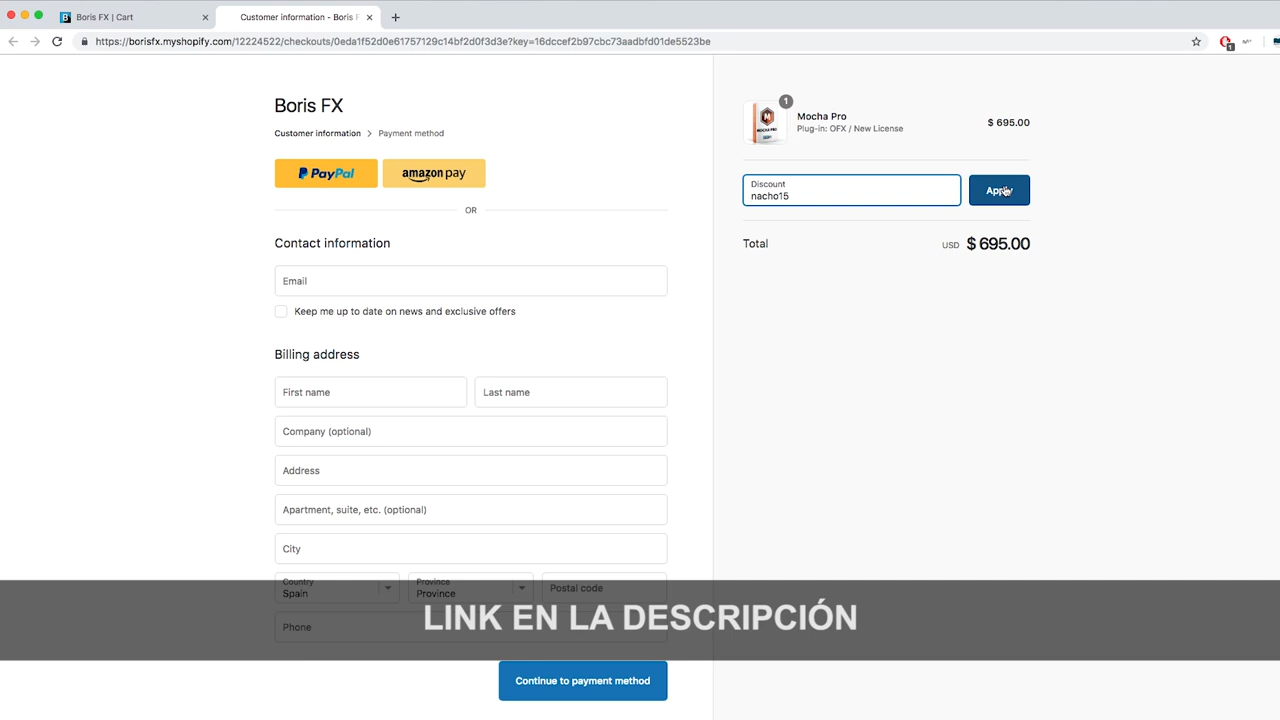 Boris FX | Cart
Customer information - Boris F
https://borisfx.myshopify.com/12224522/checkouts/0eda1f52d0e61757129c14bf2d0f3d3e?key=16dccef2b97cbc73aadbfd01de5523be
1
Boris FX
Customer information > Payment method
PayPal amazon pay
OR
Contact information
Email
Keep me up to date on news and exclusive offers
Billing address
First name Last name
Company (optional)
Address
Apartment, suite, etc. (optional)
City
Country Province Postal code
Spain Province
Phone
Continue to payment method
1
MOCHA PRO
Mocha Pro
Plug-in: OFX / New License
$ 695.00
Discount
nacho15
Apply
Total USD $ 695.00
LINK EN LA DESCRIPCIÓN